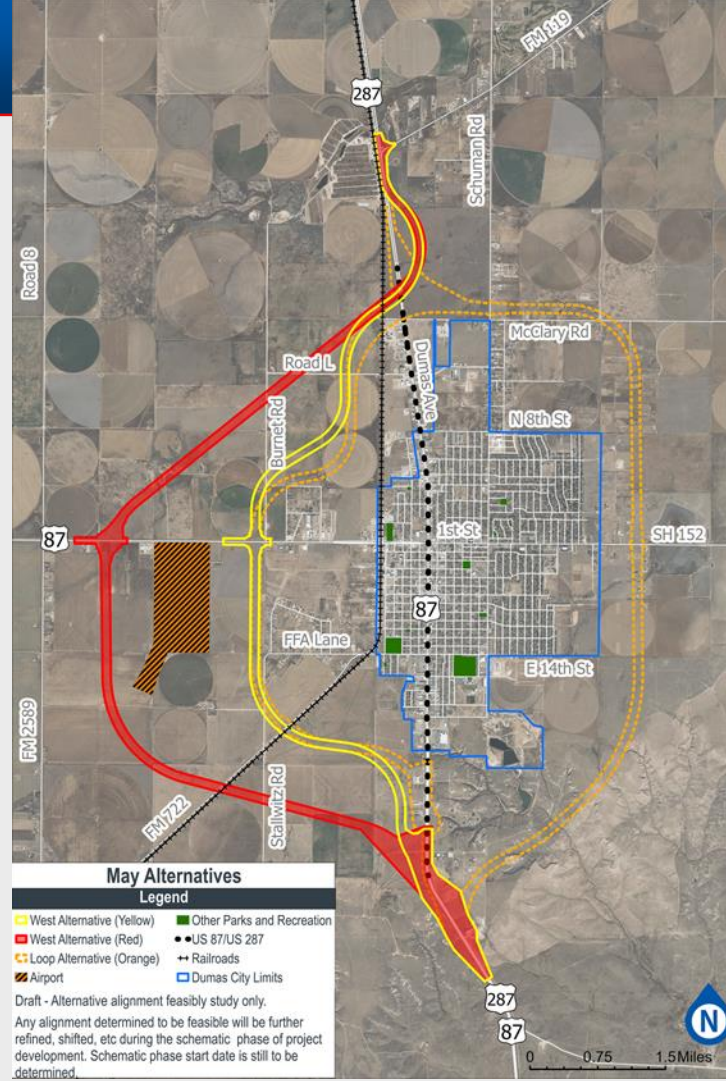 FM 119
287
Schuman Rd
Road 8
McClary Rd
Road L
Dumas Ave
N 8th St
Burnet Rd
87
1st St
SH 152
87
FFA Lane
E 14th St
FM 2589
Stallwitz Rd
FM 722
287
87
N
0 0.75 1.5 Miles
May Alternatives
Legend
West Alternative (Yellow) Other Parks and Recreation
West Alternative (Red) US 87/US 287
Loop Alternative (Orange) Railroads
Airport Dumas City Limits
Draft - Alternative alignment feasibly study only.
Any alignment determined to be feasible will be further
refined, shifted, etc during the schematic phase of project
development. Schematic phase start date is still to be
determined.